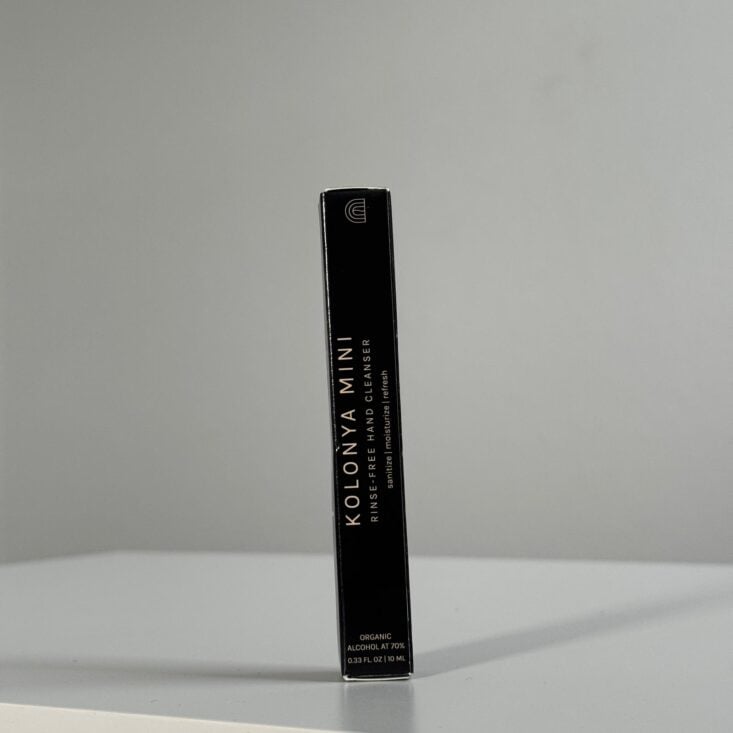 KOLONYA MINI
RINSE-FREE HAND CLEANSER
sanitize | moisturize | refresh
ORGANIC
ALCOHOL AT 70%
0.33 FL. OZ | 10 ML